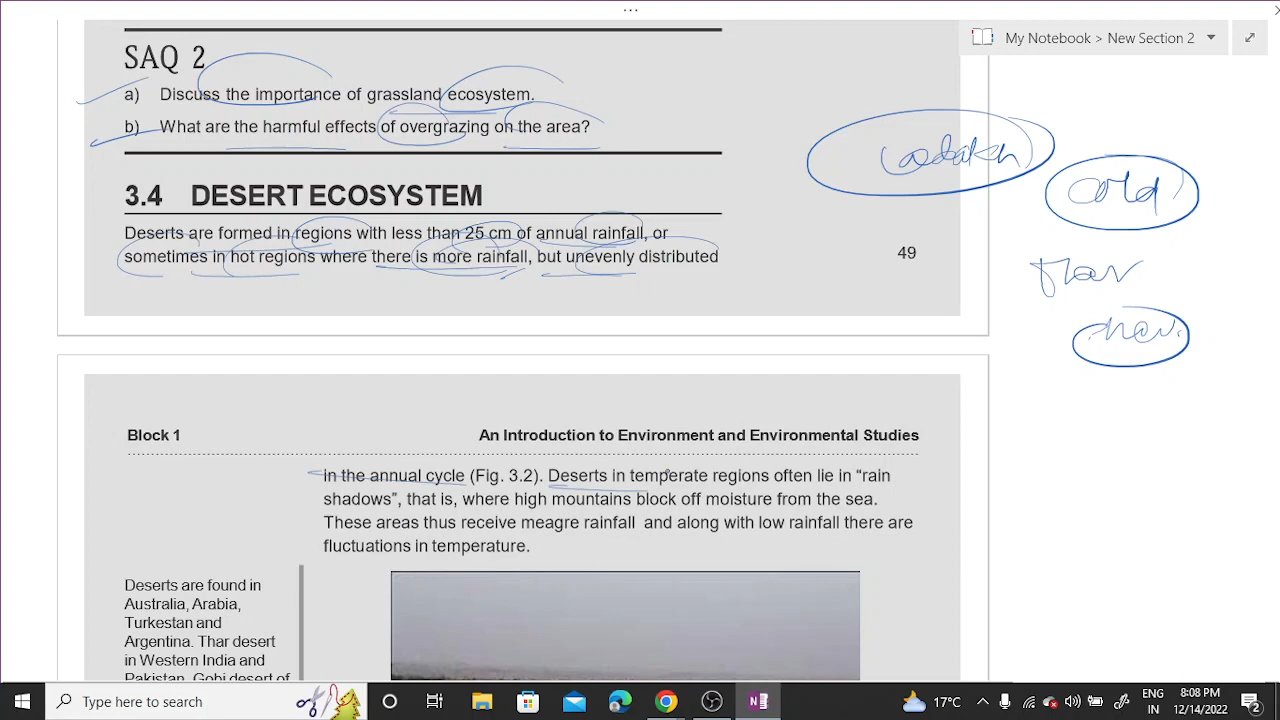 ...
My Notebook > New Section 2
SAQ 2
a) Discuss the importance of grassland ecosystem.
b) What are the harmful effects of overgrazing on the area?
3.4 DESERT ECOSYSTEM
Deserts are formed in regions with less than 25 cm of annual rainfall, or
sometimes in hot regions where there is more rainfall, but unevenly distributed
49
cold
Thar
Block 1
An Introduction to Environment and Environmental Studies
in the annual cycle (Fig. 3.2). Deserts in temperate regions often lie in “rain
shadows”, that is, where high mountains block off moisture from the sea.
These areas thus receive meagre rainfall and along with low rainfall there are
fluctuations in temperature.
Deserts are found in
Australia, Arabia,
Turkestan and
Argentina. Thar desert
in Western India and
Pakistan, Gobi desert of
Type here to search
17°C
ENG
IN
8:08 PM
12/14/2022
2